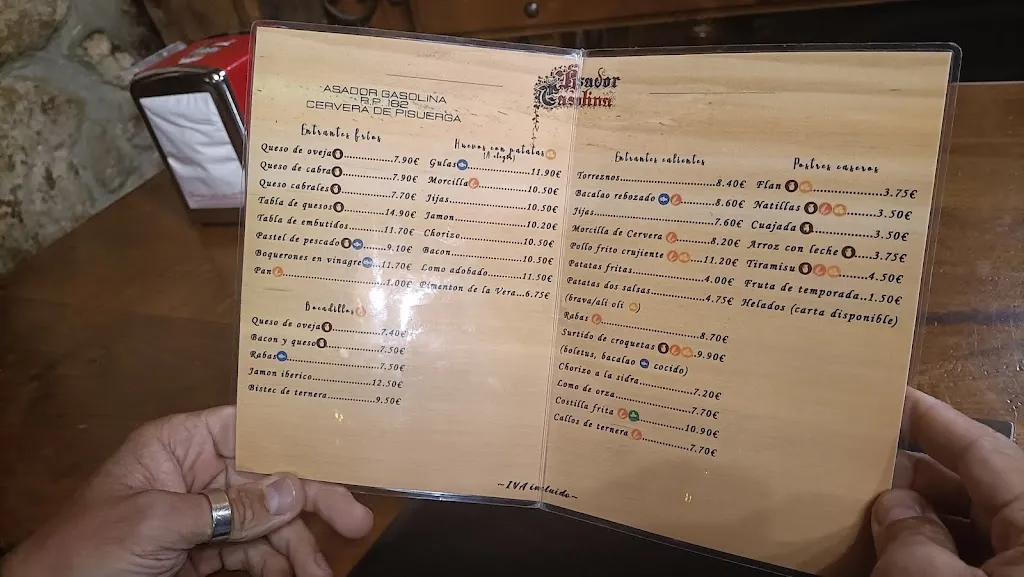 ASADOR GASOLINA
R.P. 182
CERVERA DE PISUERGA
Entrantes frios
Queso de oveja..............7.90€
Queso de cabra..............7.90€
Queso cabrales..............7.70€
Tabla de quesos............14.90€
Tabla de embutidos.........11.70€
Pastel de pescado......9.10€
Boquerones en vinagre..11.70€
Pan..........................1.00€
Bocadillos
Queso de oveja..............7.40€
Bacon y queso...............7.50€
Rabas.........................7.50€
Jamon iberico...............12.50€
Bistec de ternera............9.50€
Huevos con patatas
(A elegir)
Gulas..................11.90€
Morcilla...............10.50€
Jijas....................10.50€
Jamon...................10.20€
Chorizo.................10.50€
Bacon...................10.50€
Lomo adobado............11.50€
Pimenton de la Vera...6.75€
Asador
Gasolina
Entrantes calientes
Torreznos......................8.40€
Bacalao rebozado........8.60€
Jijas.............................7.60€
Morcilla de Cervera........8.20€
Pollo frito crujiente...11.20€
Patatas fritas.................4.00€
Patatas dos salsas...........4.75€
(brava/ali oli)
Rabas..........................8.70€
Surtido de croquetas...9.90€
(boletus, bacalao cocido)
Chorizo a la sidra............7.20€
Lomo de orza.................7.70€
Costilla frita.............10.90€
Callos de ternera............7.70€
Postres caseros
Flan....................3.75€
Natillas............3.50€
Cuajada.................3.50€
Arroz con leche.....3.75€
Tiramisu...........4.50€
Fruta de temporada..1.50€
Helados (carta disponible)
~IVA incluido~